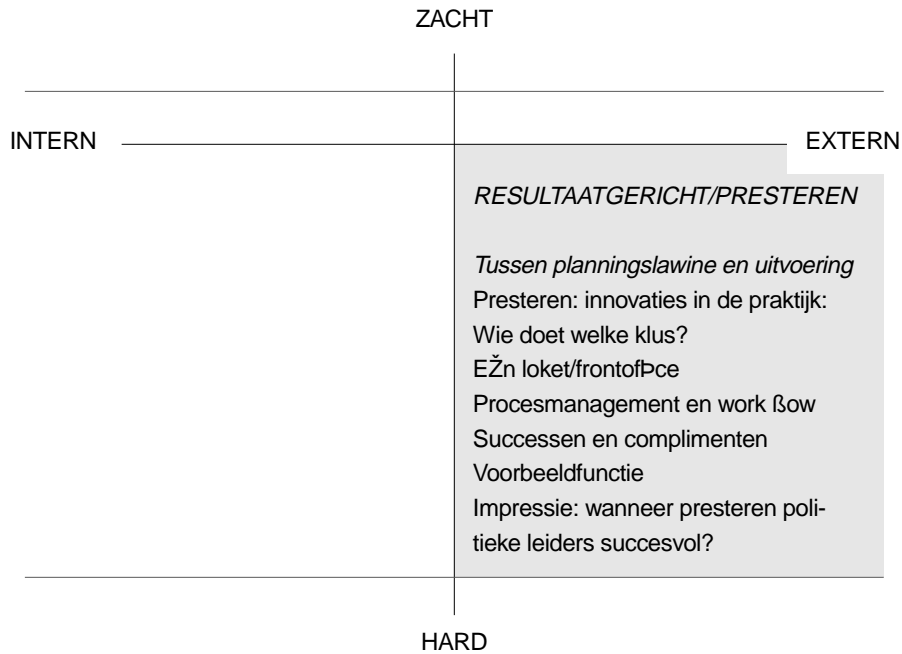 ZACHT
INTERN
EXTERN
RESULTAATGERICHT/PRESTEREN
Tussen planningslawine en uitvoering
Presteren: innovaties in de praktijk:
Wie doet welke klus?
EŽn loket/frontofÞce
Procesmanagement en work ßow
Successen en complimenten
Voorbeeldfunctie
Impressie: wanneer presteren poli-
tieke leiders succesvol?
HARD